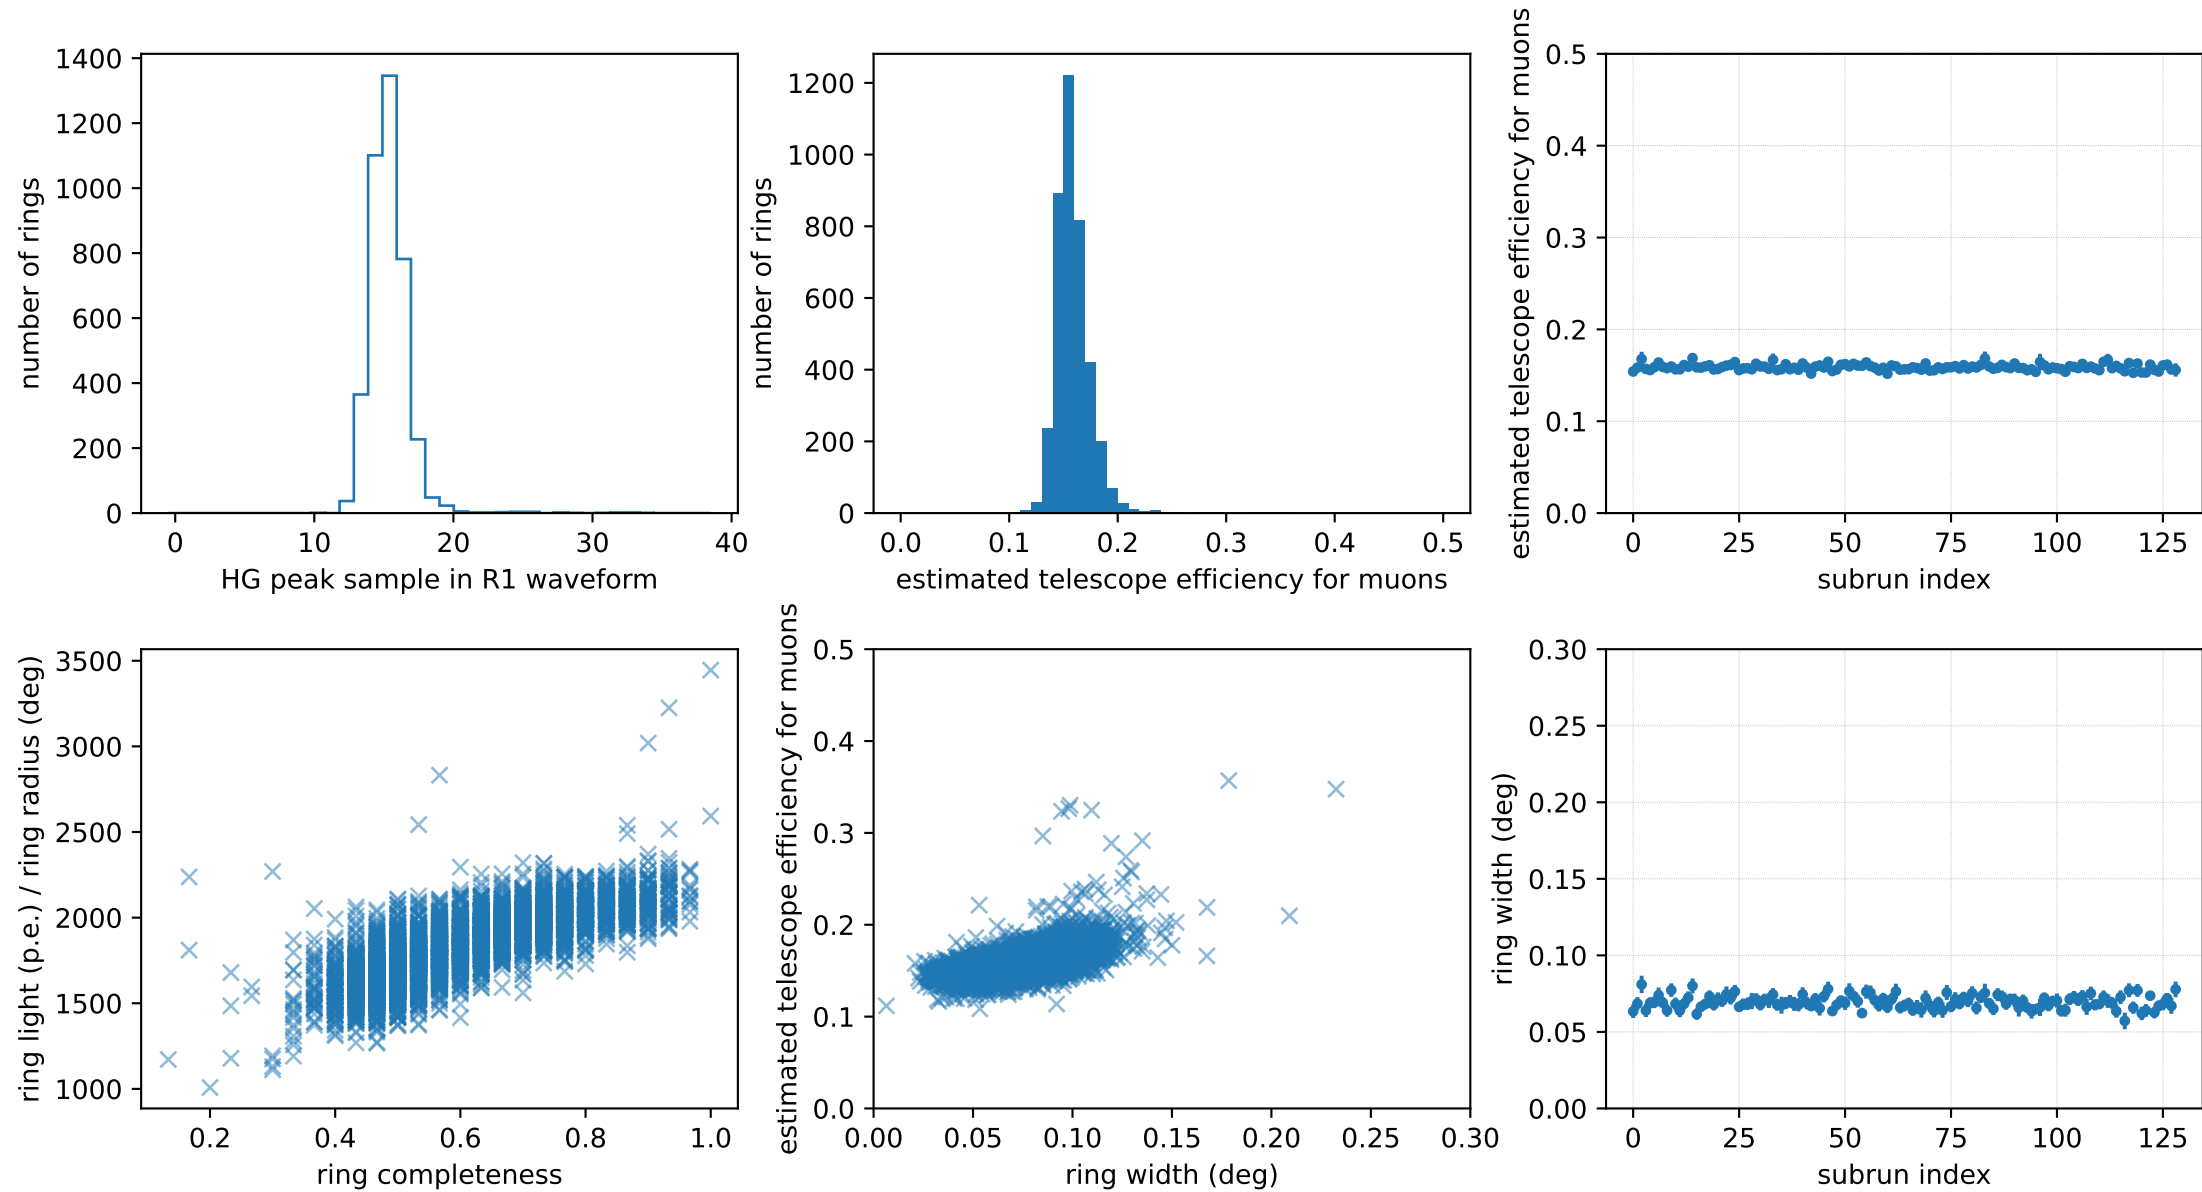 number of rings
1400
1200
1000
800
600
400
200
0
0 10 20 30 40
HG peak sample in R1 waveform
number of rings
1200
1000
800
600
400
200
0
0.0 0.1 0.2 0.3 0.4 0.5
estimated telescope efficiency for muons
estimated telescope efficiency for muons
0.5
0.4
0.3
0.2
0.1
0.0
0 25 50 75 100 125
subrun index
ring light (p.e.) / ring radius (deg)
3500
3000
2500
2000
1500
1000
0.2 0.4 0.6 0.8 1.0
ring completeness
estimated telescope efficiency for muons
0.5
0.4
0.3
0.2
0.1
0.0
0.00 0.05 0.10 0.15 0.20 0.25 0.30
ring width (deg)
ring width (deg)
0.30
0.25
0.20
0.15
0.10
0.05
0.00
0 25 50 75 100 125
subrun index